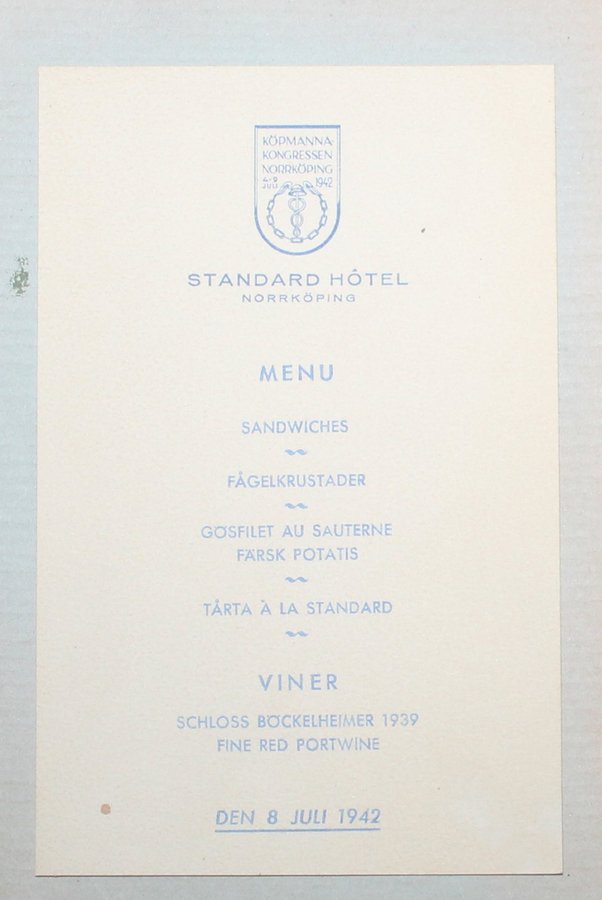 KÖPMANNA-
KONGRESSEN
NORRKÖPING
4-9 JULI 1942
STANDARD HÔTEL
NORRKÖPING
MENU
SANDWICHES
FÅGELKRUSTADER
GÖSFILET AU SAUTERNE
FÄRSK POTATIS
TÅRTA À LA STANDARD
VINER
SCHLOSS BÖCKELHEIMER 1939
FINE RED PORTWINE
DEN 8 JULI 1942